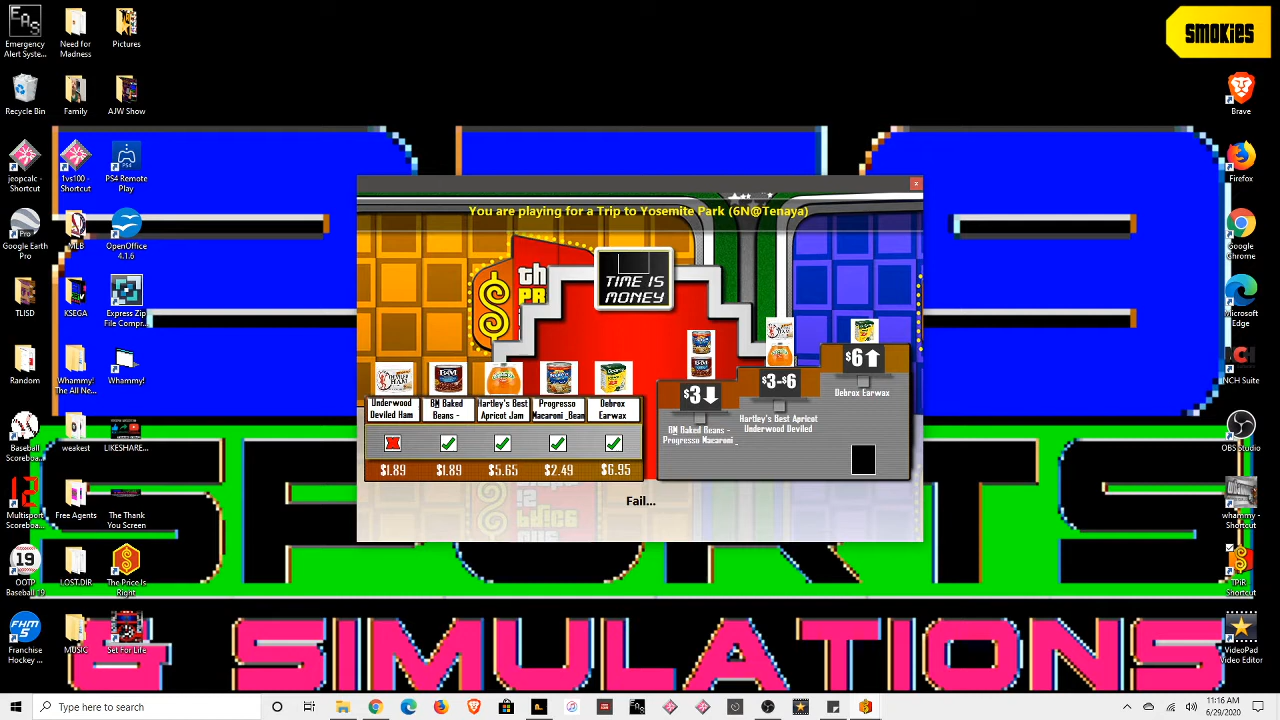 Emergency
Alert Syste...
Need for
Madness
Pictures
Recycle Bin
Family
AJW Show
jeopcalc -
Shortcut
1vs100 -
Shortcut
PS4 Remote
Play
Google Earth
Pro
MLB
OpenOffice
4.1.6
TLISD
KSEGA
Express Zip
File Compr...
Random
Whammy!
The All New...
Whammy!
Baseball
Scoreboa...
weakest
LIKESHARE...
Multisport
Scoreboa...
Free Agents
The Thank
You Screen
OOTP
Baseball 19
LOST.DIR
The Price Is
Right
Franchise
Hockey ...
MUSIC
Set For Life
SMOKIES
Brave
Firefox
Google
Chrome
Microsoft
Edge
NCH Suite
OBS Studio
whammy -
Shortcut
TPiR
Shortcut
VideoPad
Video Editor
SPORTS
& SIMULATIONS
You are playing for a Trip to Yosemite Park (6N@Tenaya)
th
PR
TIME IS
MONEY
Underwood
Deviled Ham
BM Baked
Beans -
Hartley's Best
Apricot Jam
Progresso
Macaroni _Bean
Debrox
Earwax
$1.89 $1.89 $5.65 $2.49 $6.95
$3
BM Baked Beans -
Progresso Macaroni _
$3-$6
Hartley's Best Apricot
Underwood Deviled
$6
Debrox Earwax
Fail...
Type here to search
11:16 AM
6/29/2020